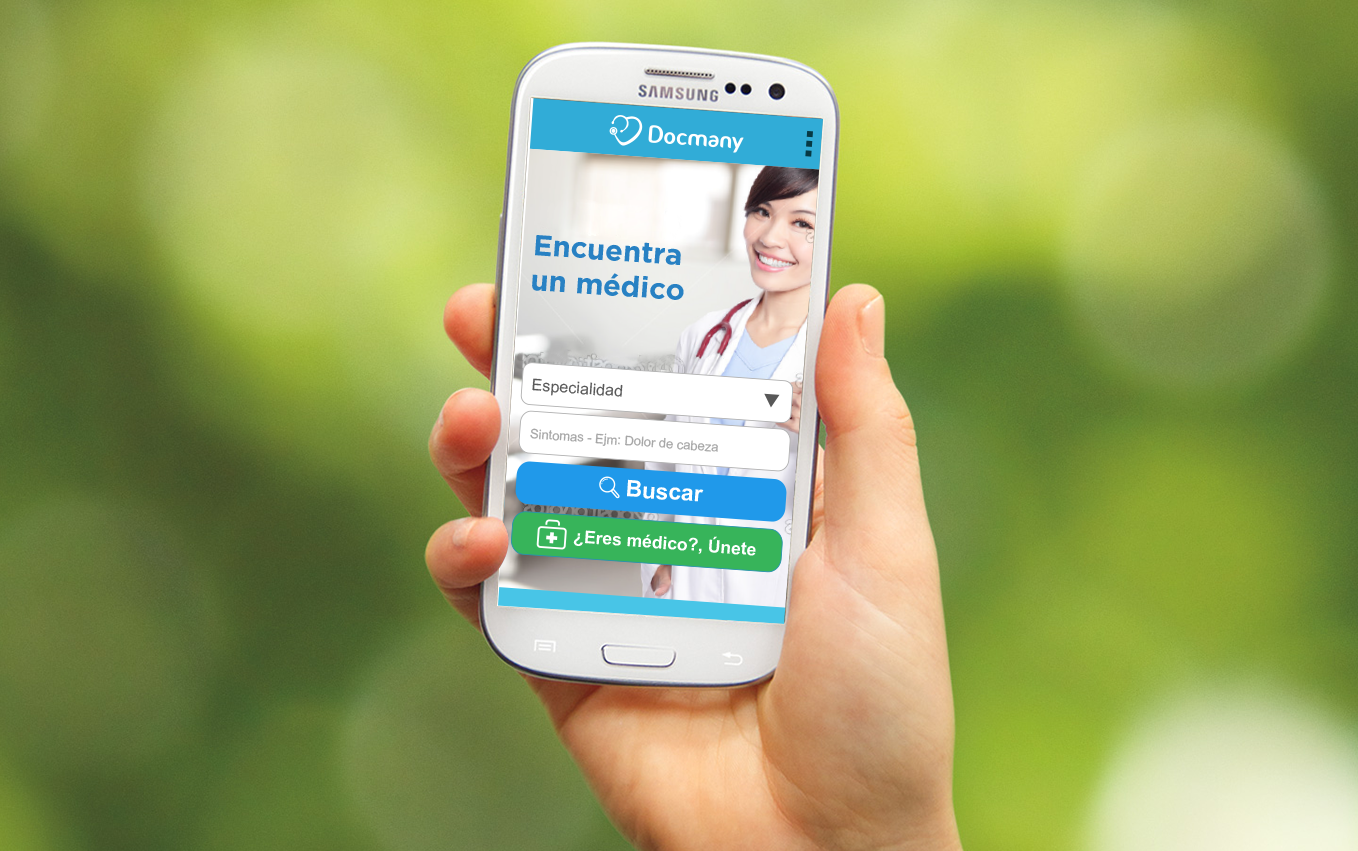 SAMSUNG
Docmany
Encuentra
un médico
Especialidad
Sintomas - Ejm: Dolor de cabeza
Buscar
¿Eres médico?, Únete